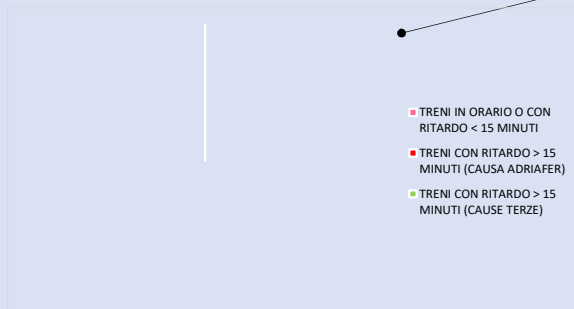 TRENI IN ORARIO O CON
RITARDO < 15 MINUTI
TRENI CON RITARDO > 15
MINUTI (CAUSA ADRIAFER)
TRENI CON RITARDO > 15
MINUTI (CAUSE TERZE)